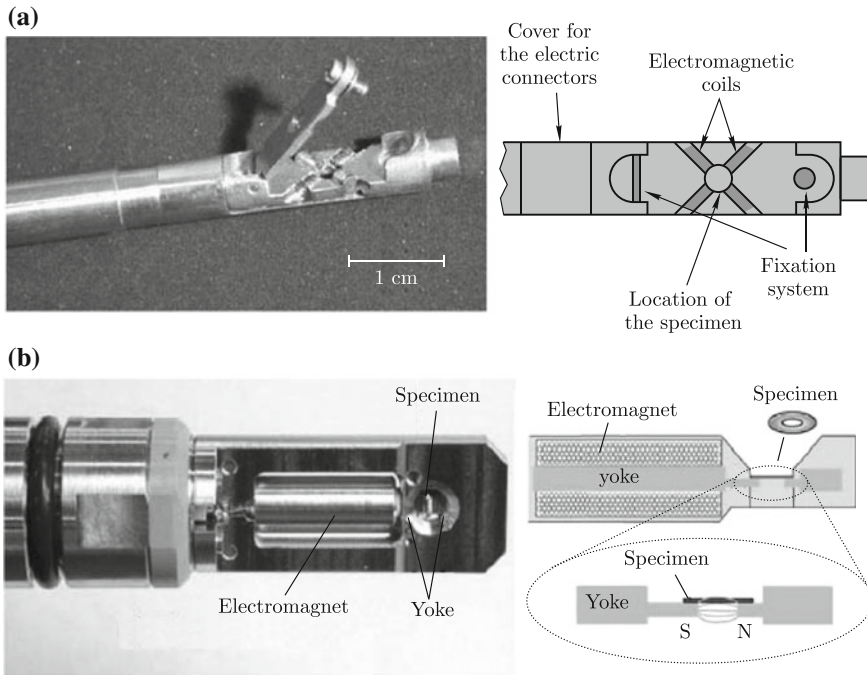 (a)
1 cm
Cover for
the electric
connectors
Electromagnetic
coils
Location of
the specimen
Fixation
system
(b)
Specimen
Electromagnet
Yoke
Specimen
Electromagnet
yoke
Specimen
Yoke
S
N